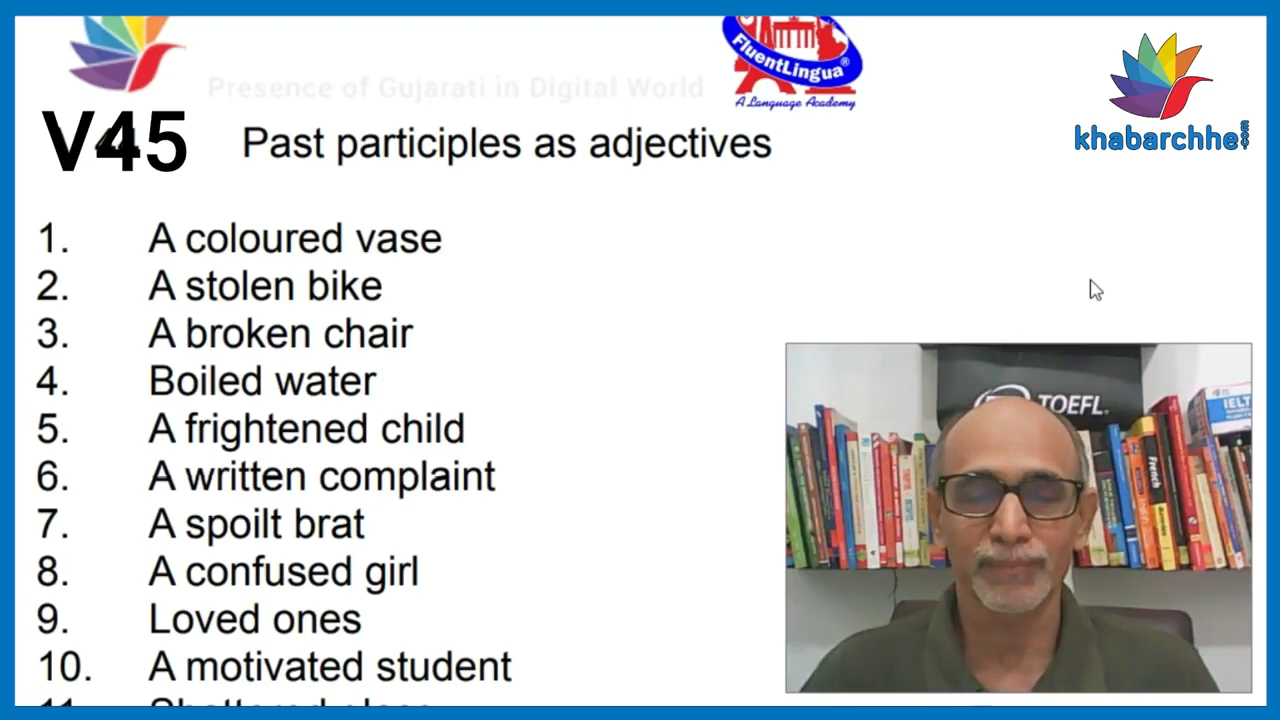 Presence of Gujarati in Digital World
FluentLingua®
A Language Academy
khabarchhe.com
V45 Past participles as adjectives
1. A coloured vase
2. A stolen bike
3. A broken chair
4. Boiled water
5. A frightened child
6. A written complaint
7. A spoilt brat
8. A confused girl
9. Loved ones
10. A motivated student
TOEFL
French